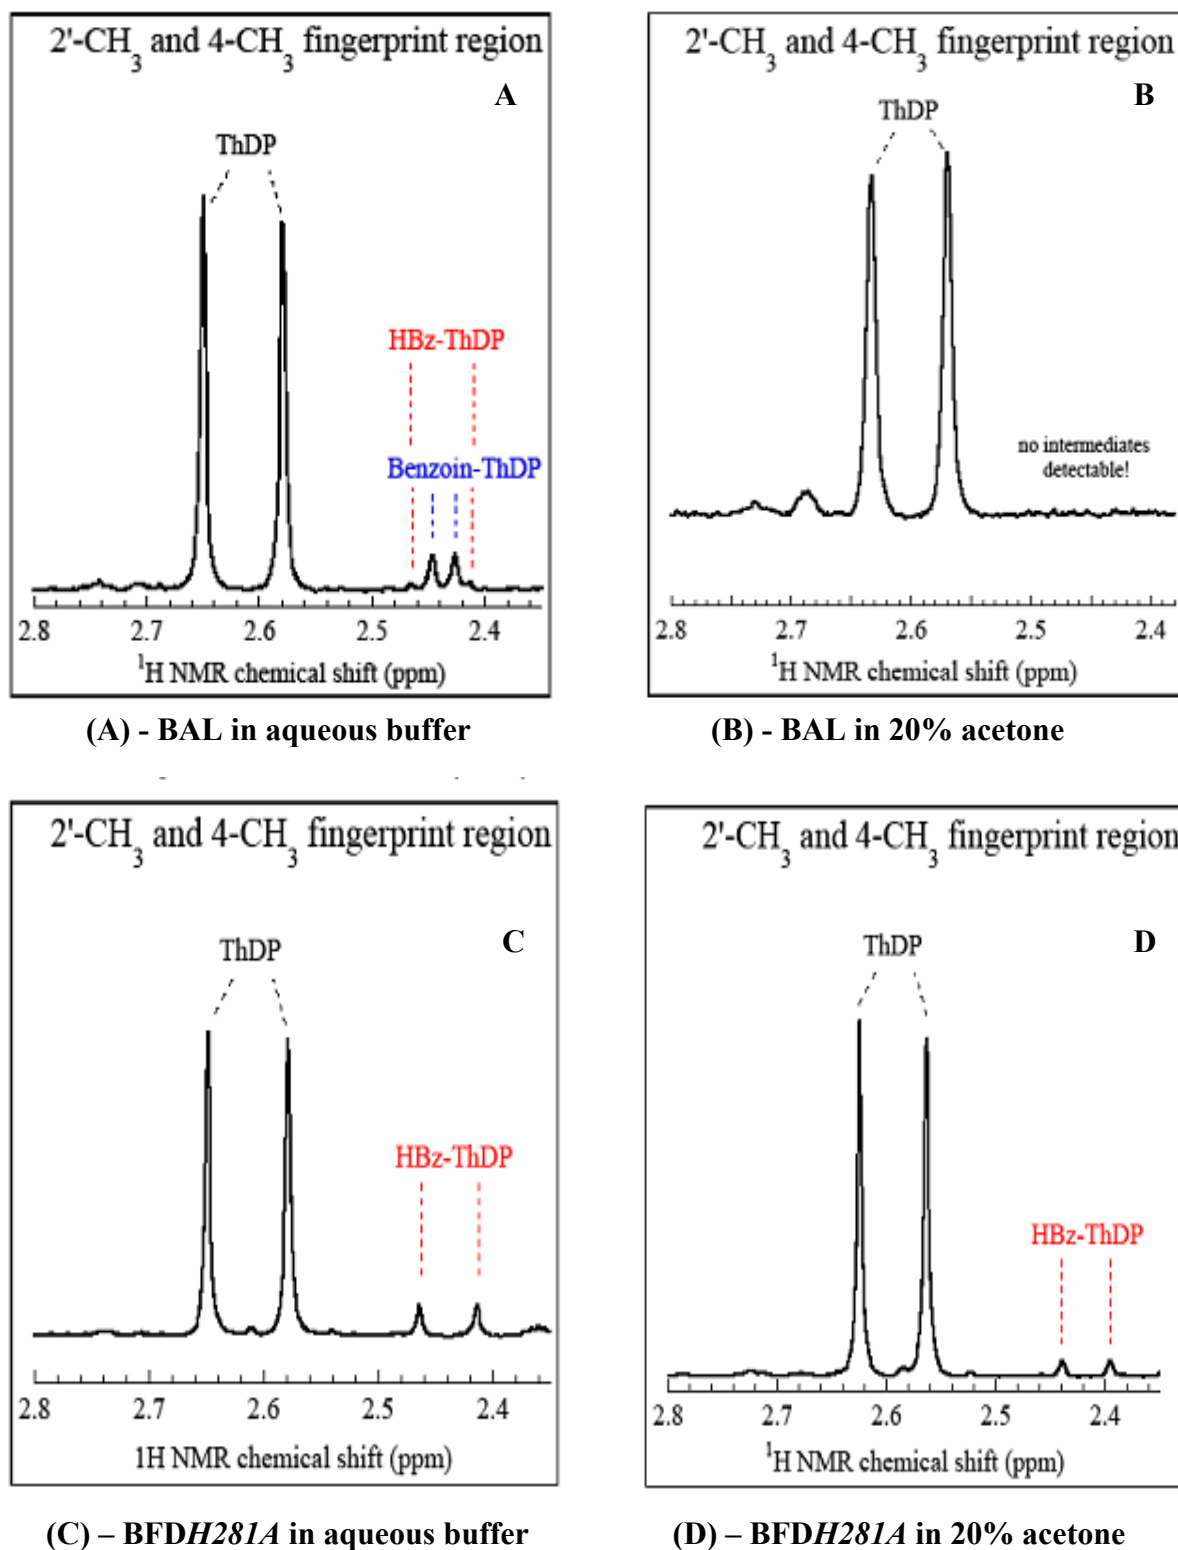 2'-CH3 and 4-CH3 fingerprint region
A
ThDP
HBz-ThDP
Benzoin-ThDP
2.8 2.7 2.6 2.5 2.4
1H NMR chemical shift (ppm)
(A) - BAL in aqueous buffer
2'-CH3 and 4-CH3 fingerprint region
B
ThDP
no intermediates
detectable!
2.8 2.7 2.6 2.5 2.4
1H NMR chemical shift (ppm)
(B) - BAL in 20% acetone
2'-CH3 and 4-CH3 fingerprint region
C
ThDP
HBz-ThDP
2.8 2.7 2.6 2.5 2.4
1H NMR chemical shift (ppm)
(C) – BFDH281A in aqueous buffer
2'-CH3 and 4-CH3 fingerprint region
D
ThDP
HBz-ThDP
2.8 2.7 2.6 2.5 2.4
1H NMR chemical shift (ppm)
(D) – BFDH281A in 20% acetone